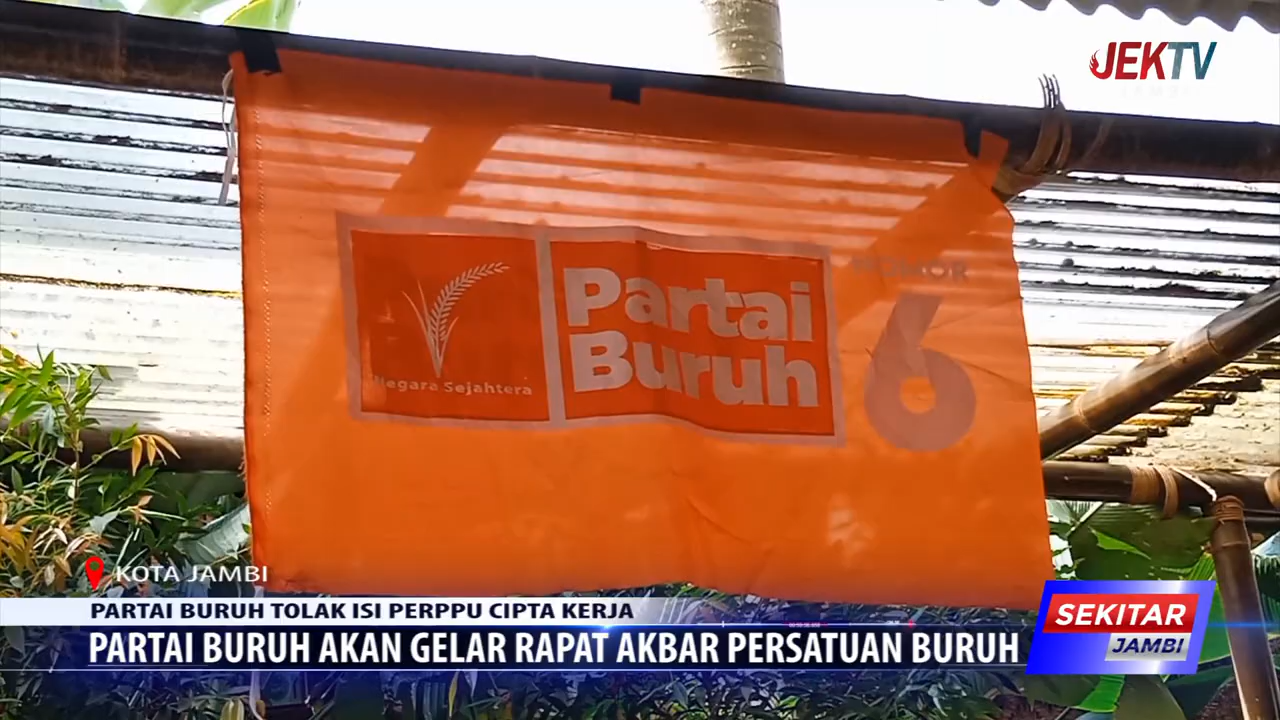 JEKTV
NOMOR
6
Partai
Buruh
Negara Sejahtera
KOTA JAMBI
PARTAI BURUH TOLAK ISI PERPPU CIPTA KERJA
PARTAI BURUH AKAN GELAR RAPAT AKBAR PERSATUAN BURUH
SEKITAR
JAMBI